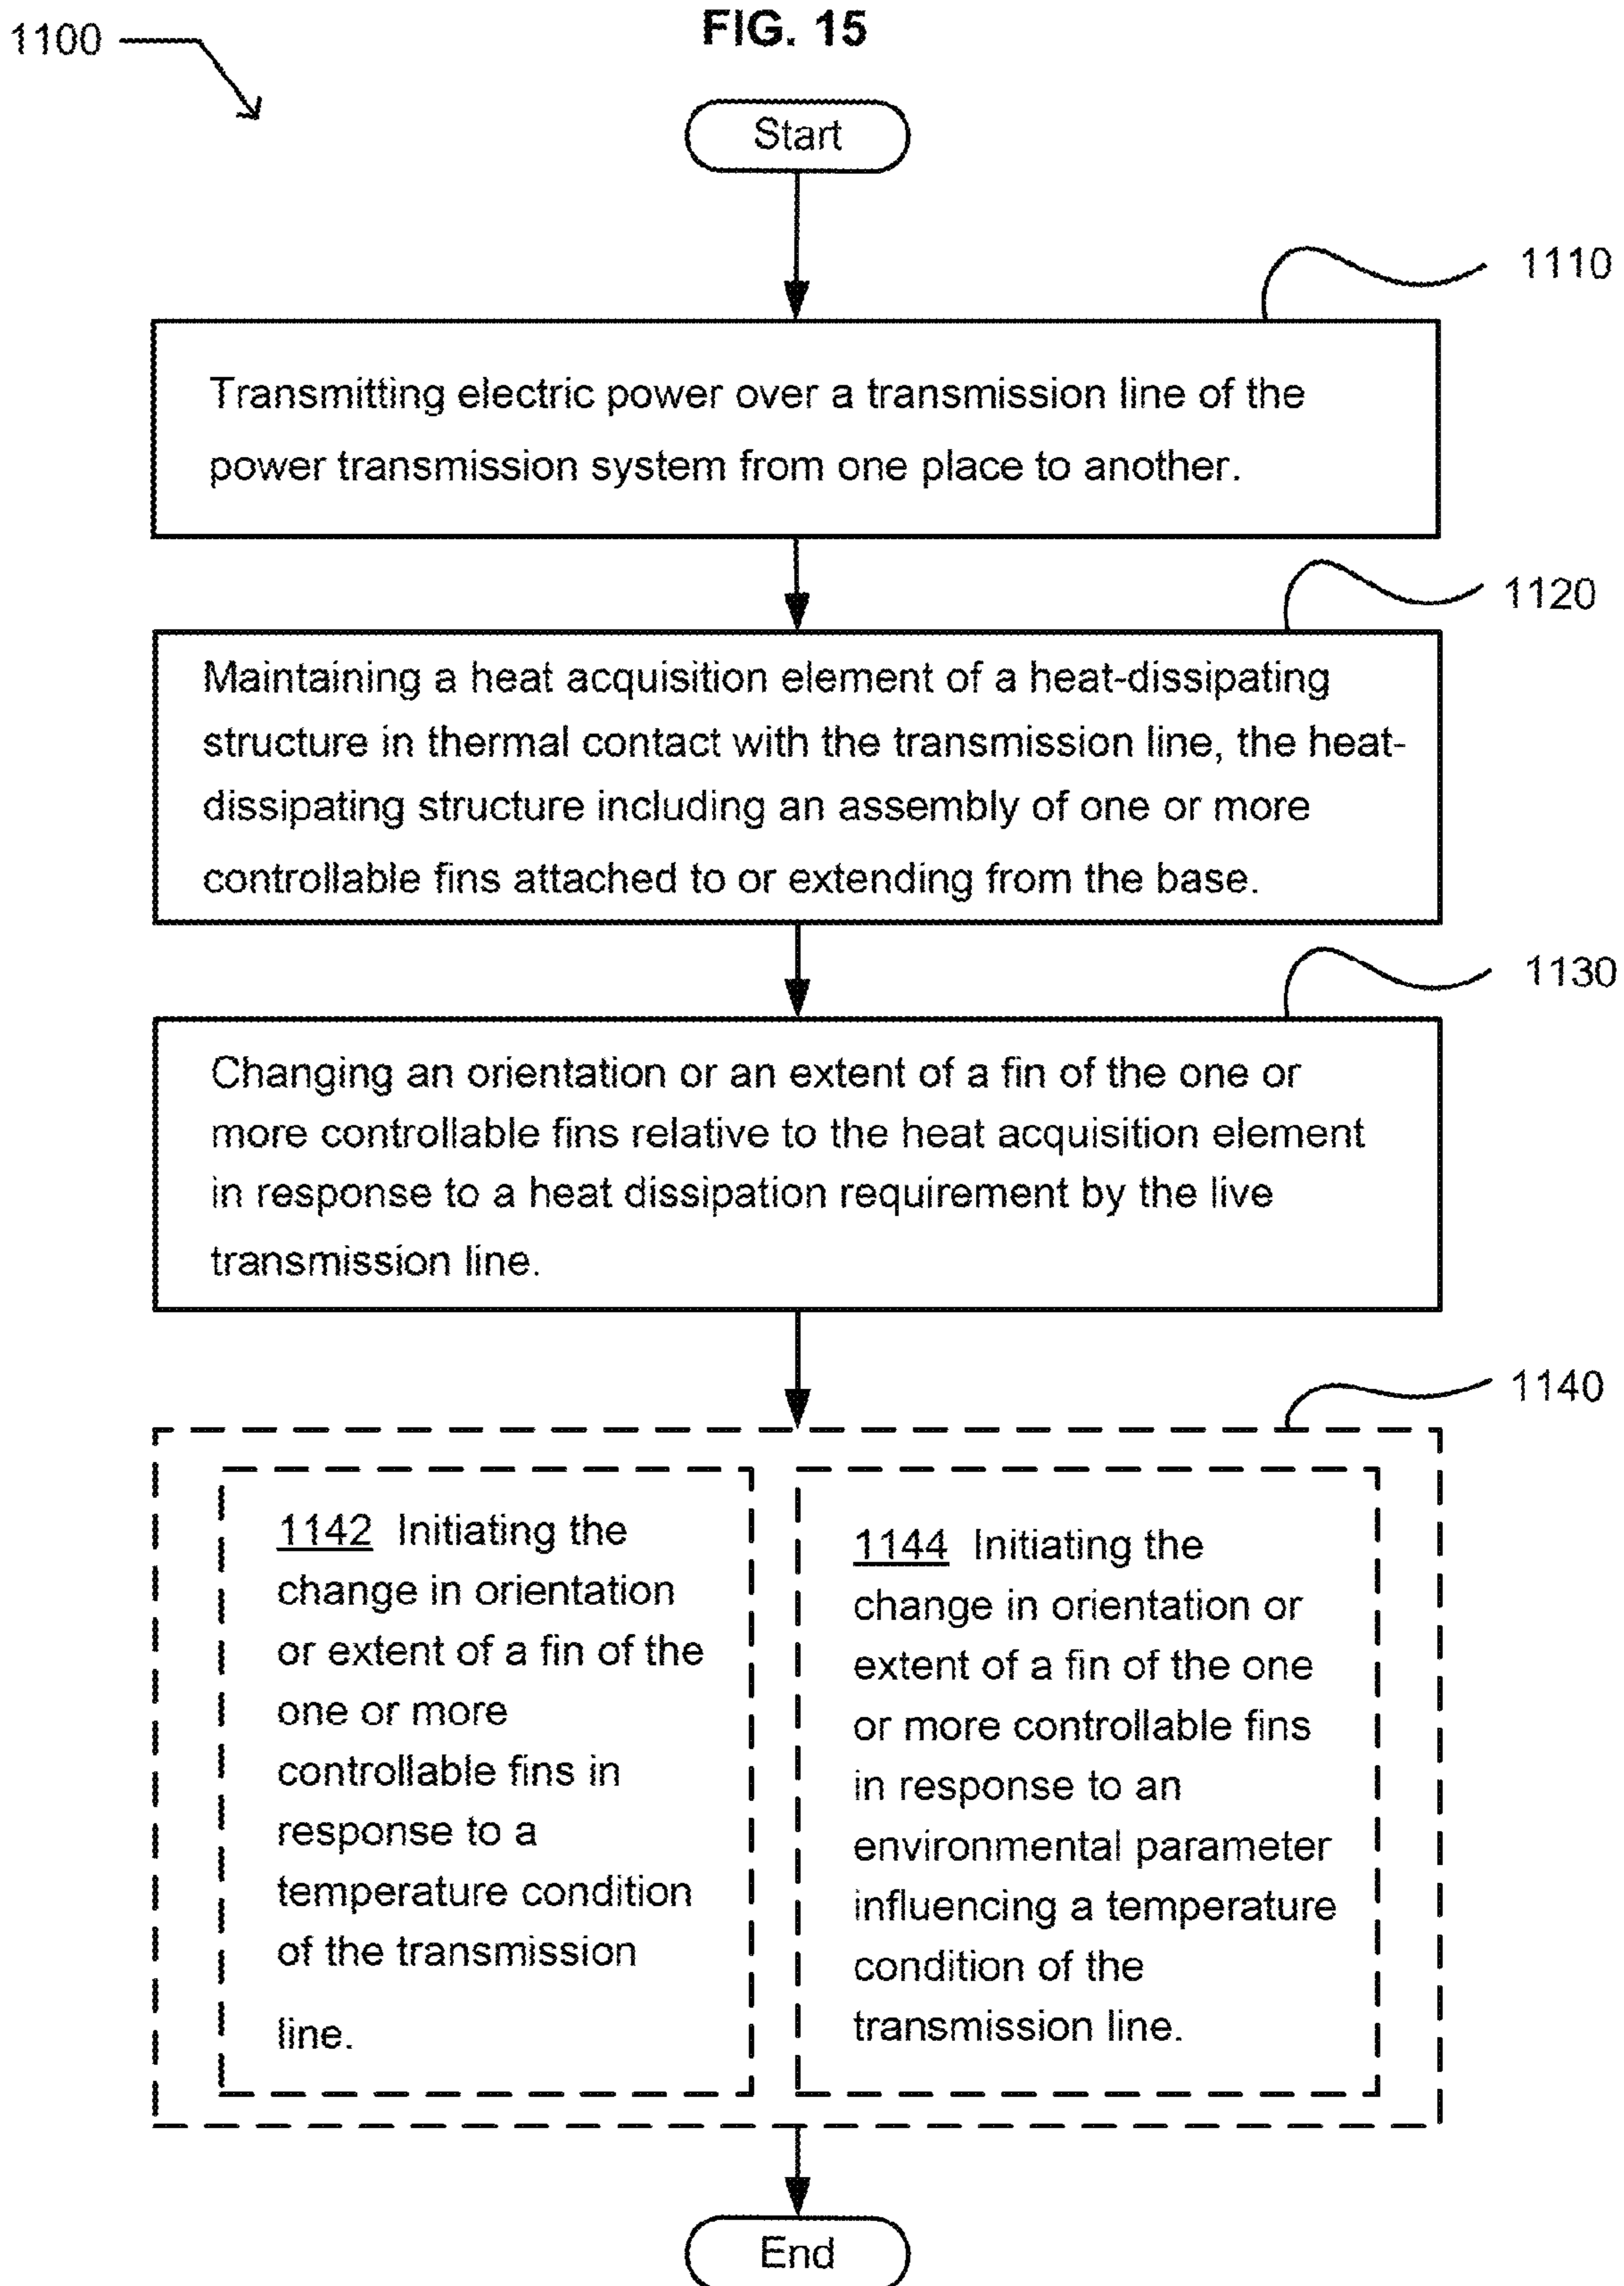 FIG. 15
1100
Start
1110
Transmitting electric power over a transmission line of the
power transmission system from one place to another.
1120
Maintaining a heat acquisition element of a heat-dissipating
structure in thermal contact with the transmission line, the heat-
dissipating structure including an assembly of one or more
controllable fins attached to or extending from the base.
1130
Changing an orientation or an extent of a fin of the one or
more controllable fins relative to the heat acquisition element
in response to a heat dissipation requirement by the live
transmission line.
1140
1142 Initiating the
change in orientation
or extent of a fin of the
one or more
controllable fins in
response to a
temperature condition
of the transmission
line.
1144 Initiating the
change in orientation or
extent of a fin of the one
or more controllable fins
in response to an
environmental parameter
influencing a temperature
condition of the
transmission line.
End